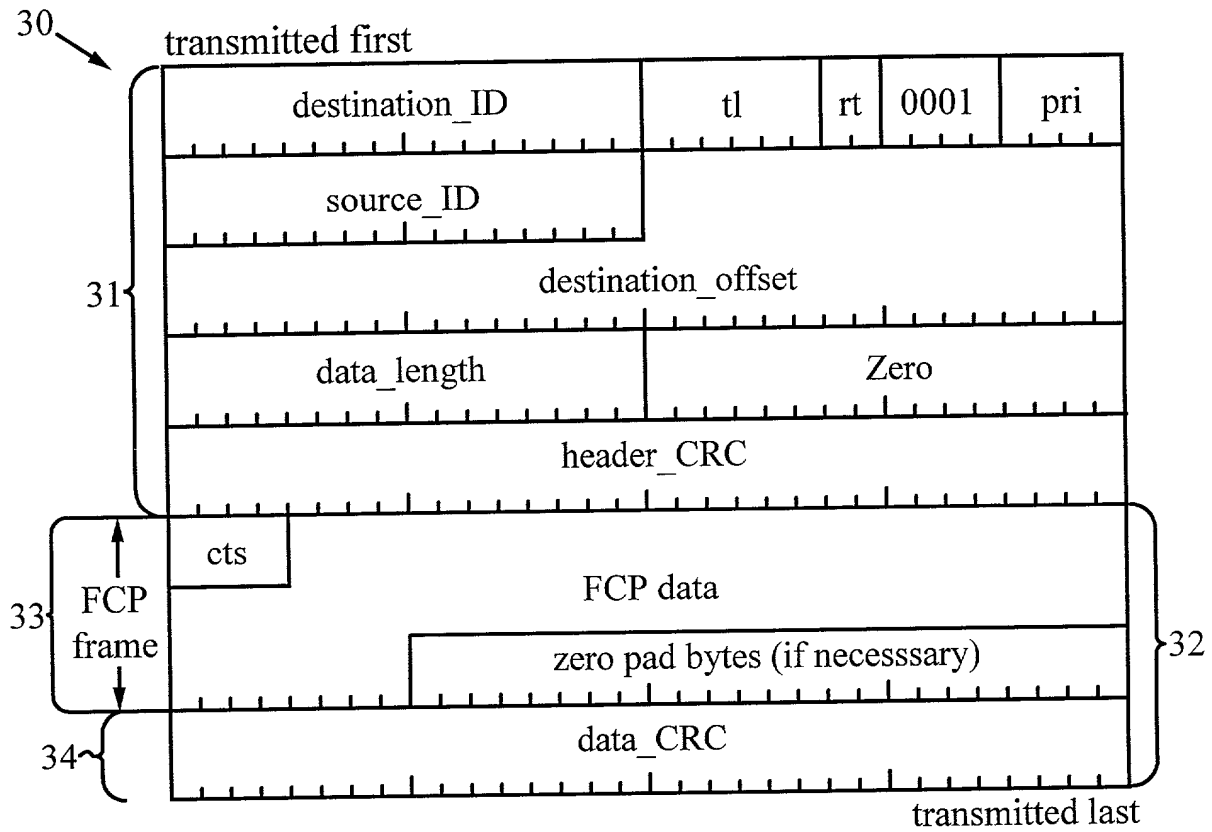 30
transmitted first
destination_ID tl rt 0001 pri
source_ID
31
destination_offset
data_length Zero
header_CRC
cts
33 FCP frame
FCP data
zero pad bytes (if necesssary)
32
34
data_CRC
transmitted last